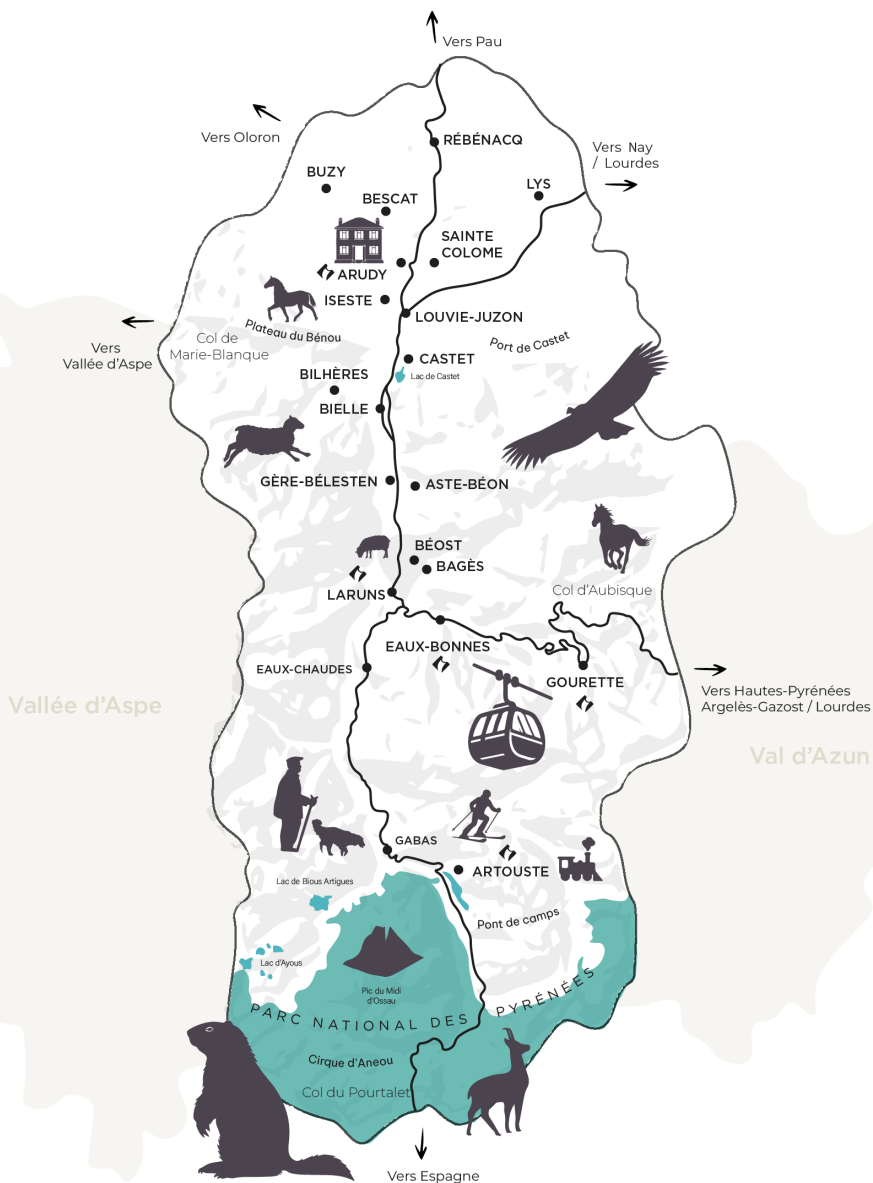 Vers Pau
Vers Oloron
RÉBÉNACQ
Vers Nay
/ Lourdes
BUZY
LYS
BESCAT
SAINTE
COLOME
ARUDY
ISESTE
LOUVIE-JUZON
Plateau du Bénou
Col de
Marie-Blanque
Port de Castet
Vers
Vallée d'Aspe
CASTET
Lac de Castet
BILHÈRES
BIELLE
GÈRE-BÉLESTEN
ASTE-BÉON
BÉOST
BAGÈS
LARUNS
Col d'Aubisque
EAUX-BONNES
EAUX-CHAUDES
GOURETTE
Vers Hautes-Pyrénées
Argelès-Gazost / Lourdes
Vallée d'Aspe
Val d'Azun
GABAS
ARTOUSTE
Lac de Bious Artigues
Pont de camps
Lac d'Ayous
Pic du Midi
d'Ossau
PARC NATIONAL DES PYRÉNÉES
Cirque d'Aneou
Col du Pourtalet
Vers Espagne